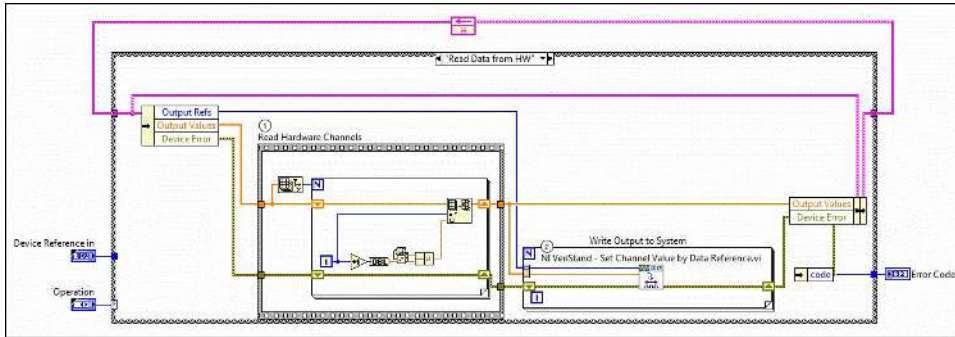 "Read Data from HW"
Output Refs
Output Values
Device Error
1
Read Hardware Channels
N
i
Device Reference in
Operation
2
Write Output to System
NI VeriStand - Set Channel Value by Data Reference.vi
N
i
Output Values
Device Error
code
Error Code